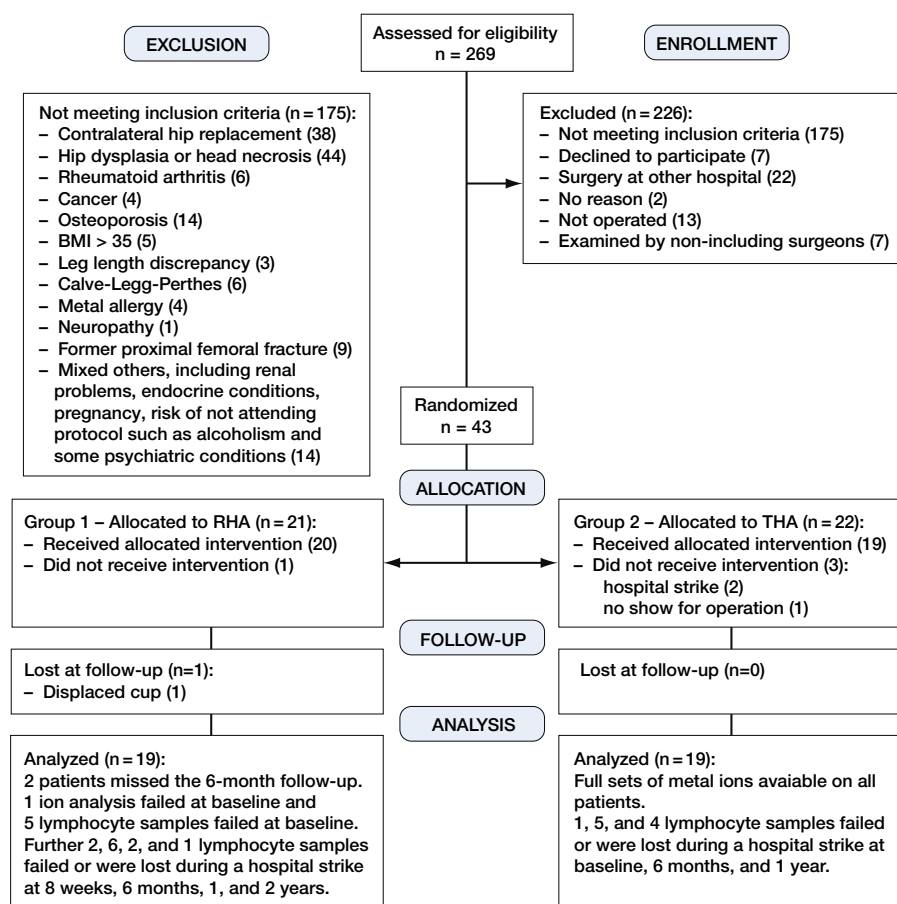 Assessed for eligibility
n = 269
EXCLUSION
ENROLLMENT
Not meeting inclusion criteria (n = 175):
– Contralateral hip replacement (38)
– Hip dysplasia or head necrosis (44)
– Rheumatoid arthritis (6)
– Cancer (4)
– Osteoporosis (14)
– BMI > 35 (5)
– Leg length discrepancy (3)
– Calve-Legg-Perthes (6)
– Metal allergy (4)
– Neuropathy (1)
– Former proximal femoral fracture (9)
– Mixed others, including renal
problems, endocrine conditions,
pregnancy, risk of not attending
protocol such as alcoholism and
some psychiatric conditions (14)
Excluded (n = 226):
– Not meeting inclusion criteria (175)
– Declined to participate (7)
– Surgery at other hospital (22)
– No reason (2)
– Not operated (13)
– Examined by non-including surgeons (7)
Randomized
n = 43
ALLOCATION
Group 1 – Allocated to RHA (n = 21):
– Received allocated intervention (20)
– Did not receive intervention (1)
Group 2 – Allocated to THA (n = 22):
– Received allocated intervention (19)
– Did not receive intervention (3):
hospital strike (2)
no show for operation (1)
FOLLOW-UP
Lost at follow-up (n=1):
– Displaced cup (1)
Lost at follow-up (n=0)
ANALYSIS
Analyzed (n = 19):
2 patients missed the 6-month follow-up.
1 ion analysis failed at baseline and
5 lymphocyte samples failed at baseline.
Further 2, 6, 2, and 1 lymphocyte samples
failed or were lost during a hospital strike
at 8 weeks, 6 months, 1, and 2 years.
Analyzed (n = 19):
Full sets of metal ions avaiable on all
patients.
1, 5, and 4 lymphocyte samples failed
or were lost during a hospital strike at
baseline, 6 months, and 1 year.